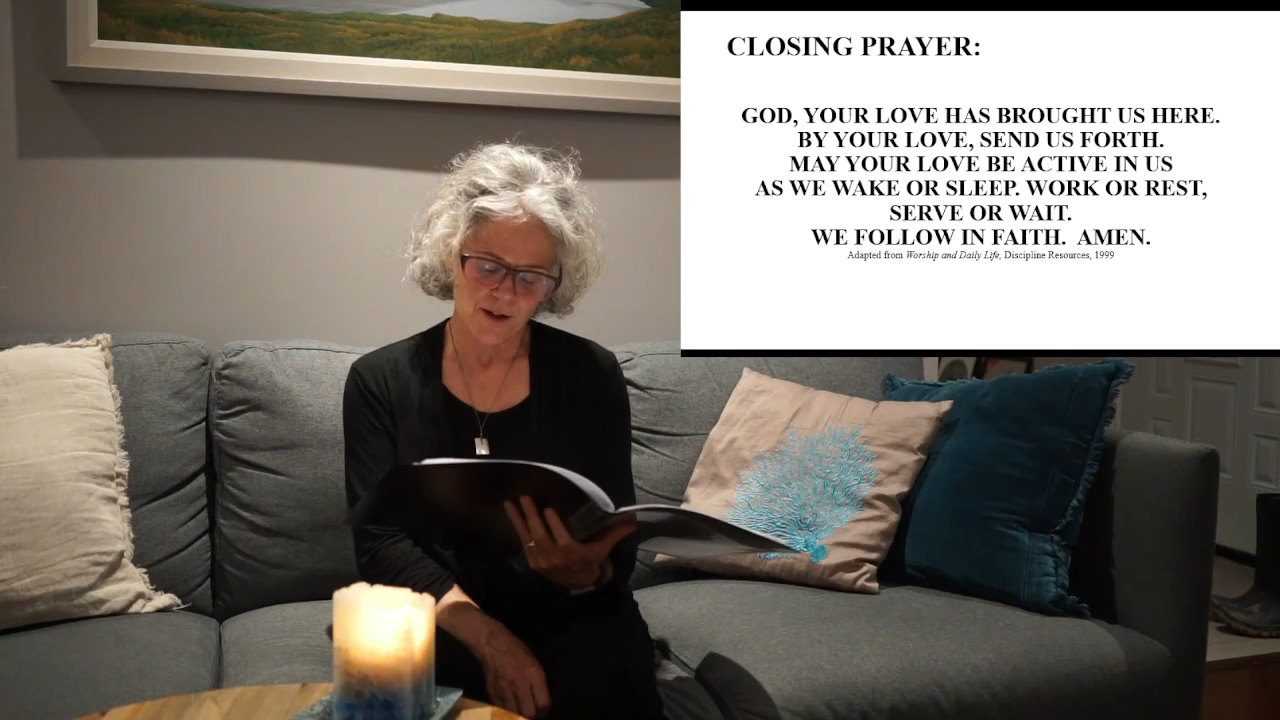 CLOSING PRAYER:
GOD, YOUR LOVE HAS BROUGHT US HERE.
BY YOUR LOVE, SEND US FORTH.
MAY YOUR LOVE BE ACTIVE IN US
AS WE WAKE OR SLEEP. WORK OR REST,
SERVE OR WAIT.
WE FOLLOW IN FAITH.  AMEN.
Adapted from Worship and Daily Life, Discipline Resources, 1999